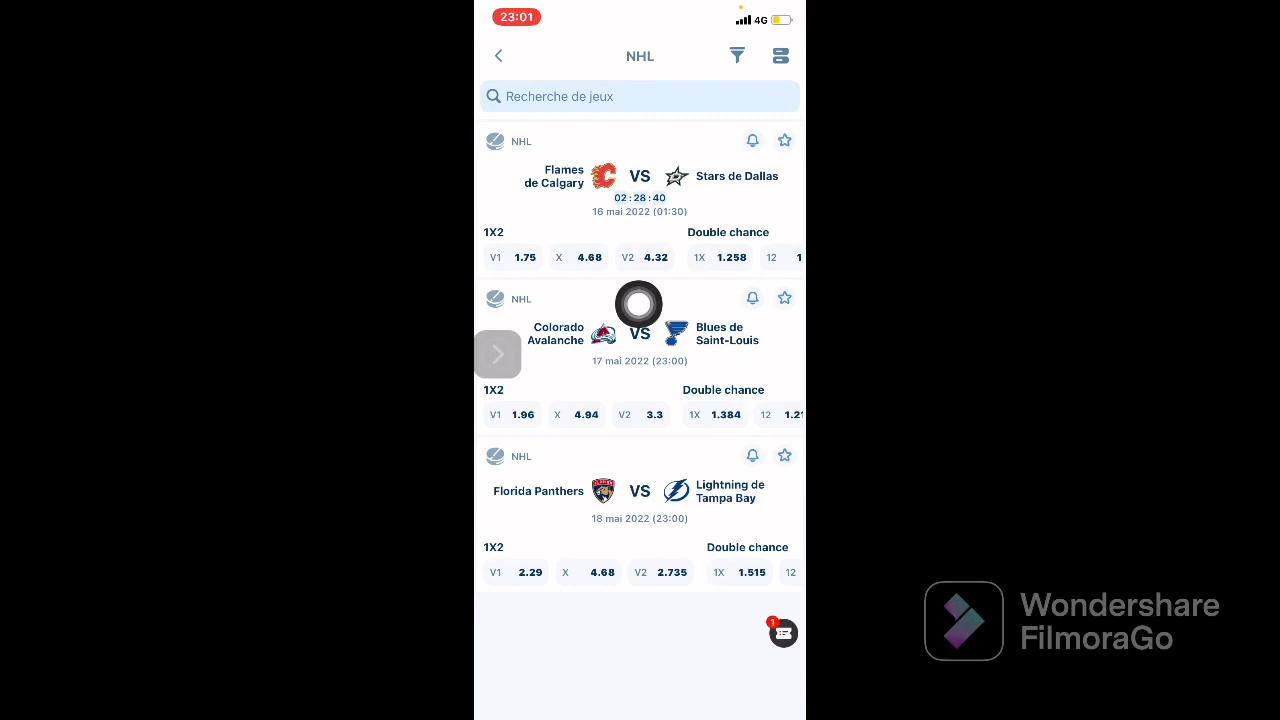 23:01
4G
NHL
Recherche de jeux
NHL
Flames
de Calgary
VS
Stars de Dallas
02 : 28 : 40
16 mai 2022 (01:30)
1X2
Double chance
V1 1.75 X 4.68 V2 4.32 1X 1.258 12 1
NHL
Colorado
Avalanche
VS
Blues de
Saint-Louis
17 mai 2022 (23:00)
1X2
Double chance
V1 1.96 X 4.94 V2 3.3 1X 1.384 12 1.21
NHL
Florida Panthers
VS
Lightning de
Tampa Bay
18 mai 2022 (23:00)
1X2
Double chance
V1 2.29 X 4.68 V2 2.735 1X 1.515 12
1
Wondershare
FilmoraGo